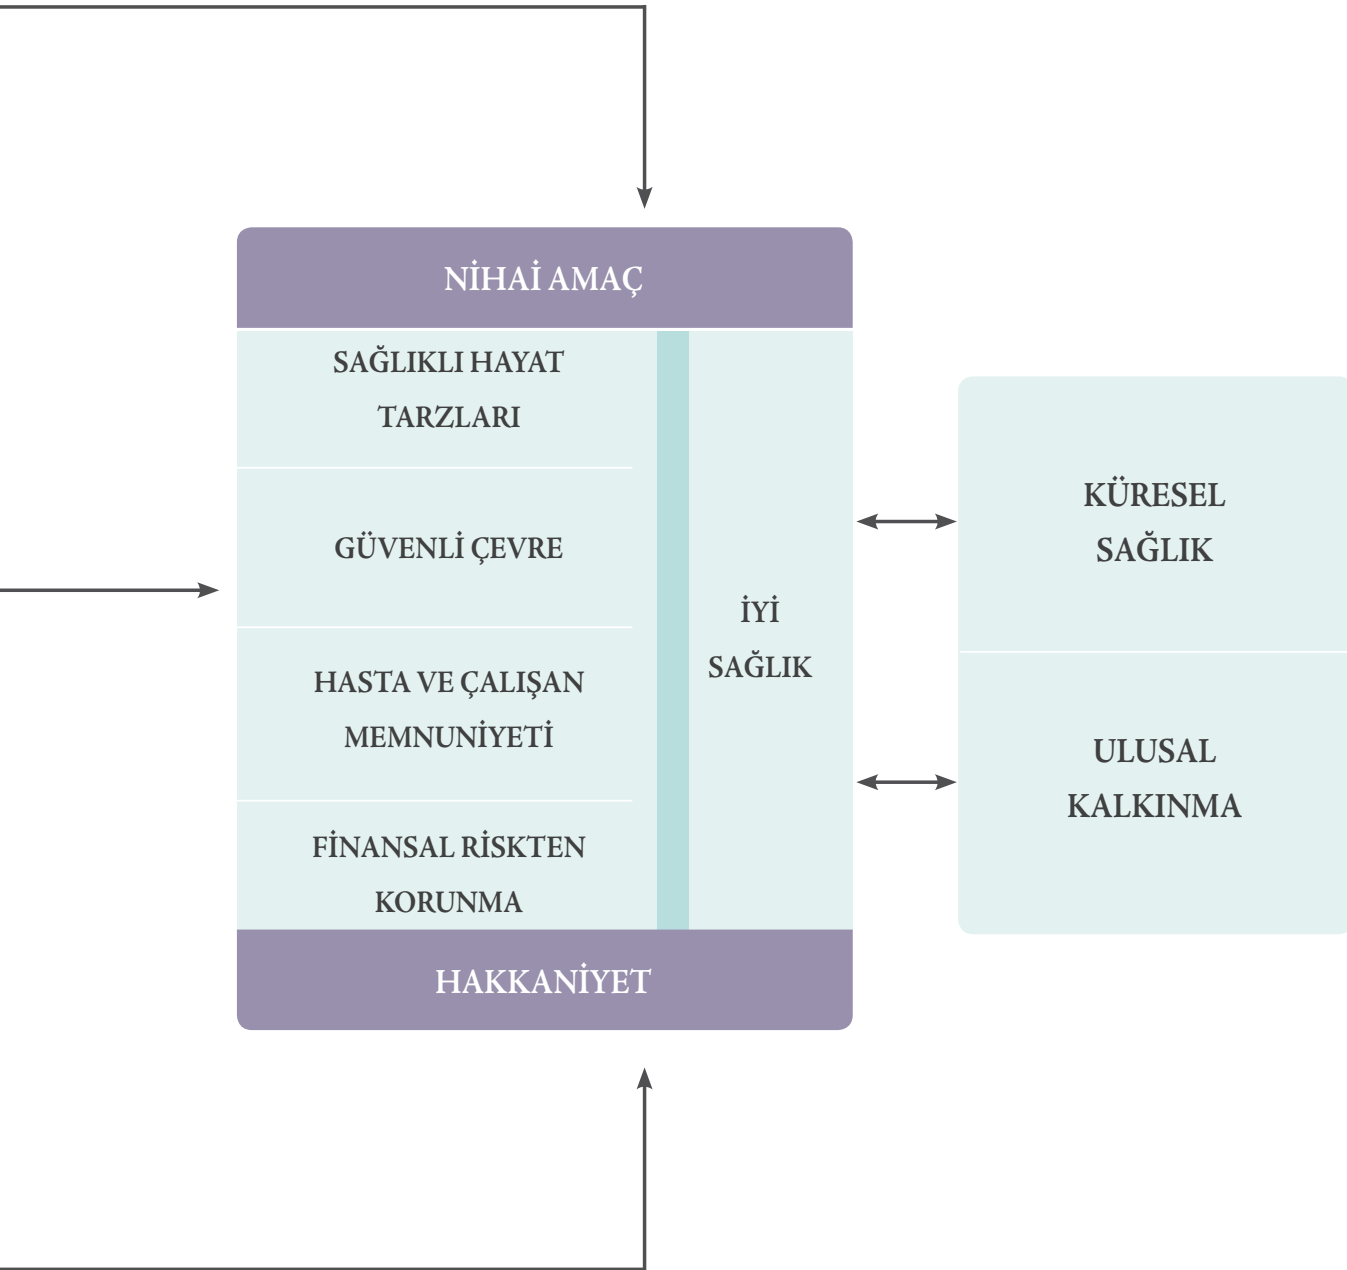 NİHAİ AMAÇ
SAĞLIKLI HAYAT
TARZLARI
GÜVENLİ ÇEVRE
HASTA VE ÇALIŞAN
MEMNUNİYETİ
FİNANSAL RİSKTEN
KORUNMA
İYİ
SAĞLIK
HAKKANİYET
KÜRESEL
SAĞLIK
ULUSAL
KALKINMA